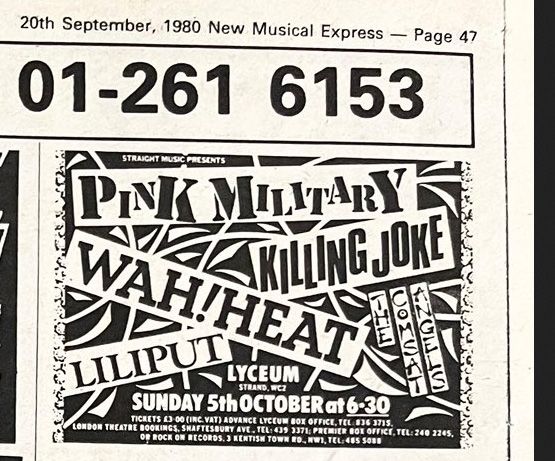 20th September, 1980 New Musical Express — Page 47
01-261 6153
STRAIGHT MUSIC PRESENTS
PINK MILITARY
KILLING JOKE
WAH! HEAT
THE COMSAT ANGELS
LILIPUT
LYCEUM
STRAND, WC2
SUNDAY 5th OCTOBER at 6·30
TICKETS £3·00 (INC. VAT) ADVANCE LYCEUM BOX OFFICE, TEL: 836 3715,
LONDON THEATRE BOOKINGS, SHAFTESBURY AVE., TEL: 439 3371; PREMIER BOX OFFICE, TEL: 240 2245,
OR ROCK ON RECORDS, 3 KENTISH TOWN RD., NW1, TEL: 485 5088